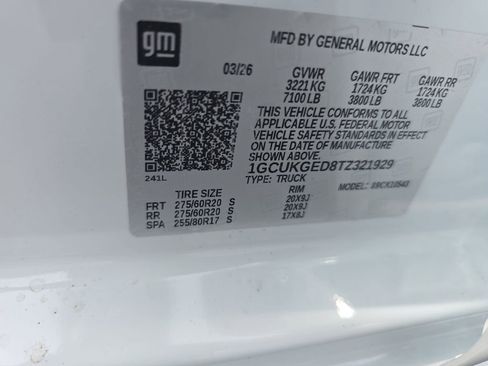 gm
MFD BY GENERAL MOTORS LLC
03/26 GVWR GAWR FRT GAWR RR
3221 KG 1724 KG 1724 KG
7100 LB 3800 LB 3800 LB
THIS VEHICLE CONFORMS TO ALL
APPLICABLE U.S. FEDERAL MOTOR
VEHICLE SAFETY STANDARDS IN
EFFECT ON THE DATE OF
MANUFACTURE SHOWN ABOVE.
1GCUKGED8TZ321929
TYPE: TRUCK MODEL:
241L
TIRE SIZE RIM
FRT 275/60R20 S 20X9J
RR 275/60R20 S 20X9J
SPA 255/80R17 S 17X8J